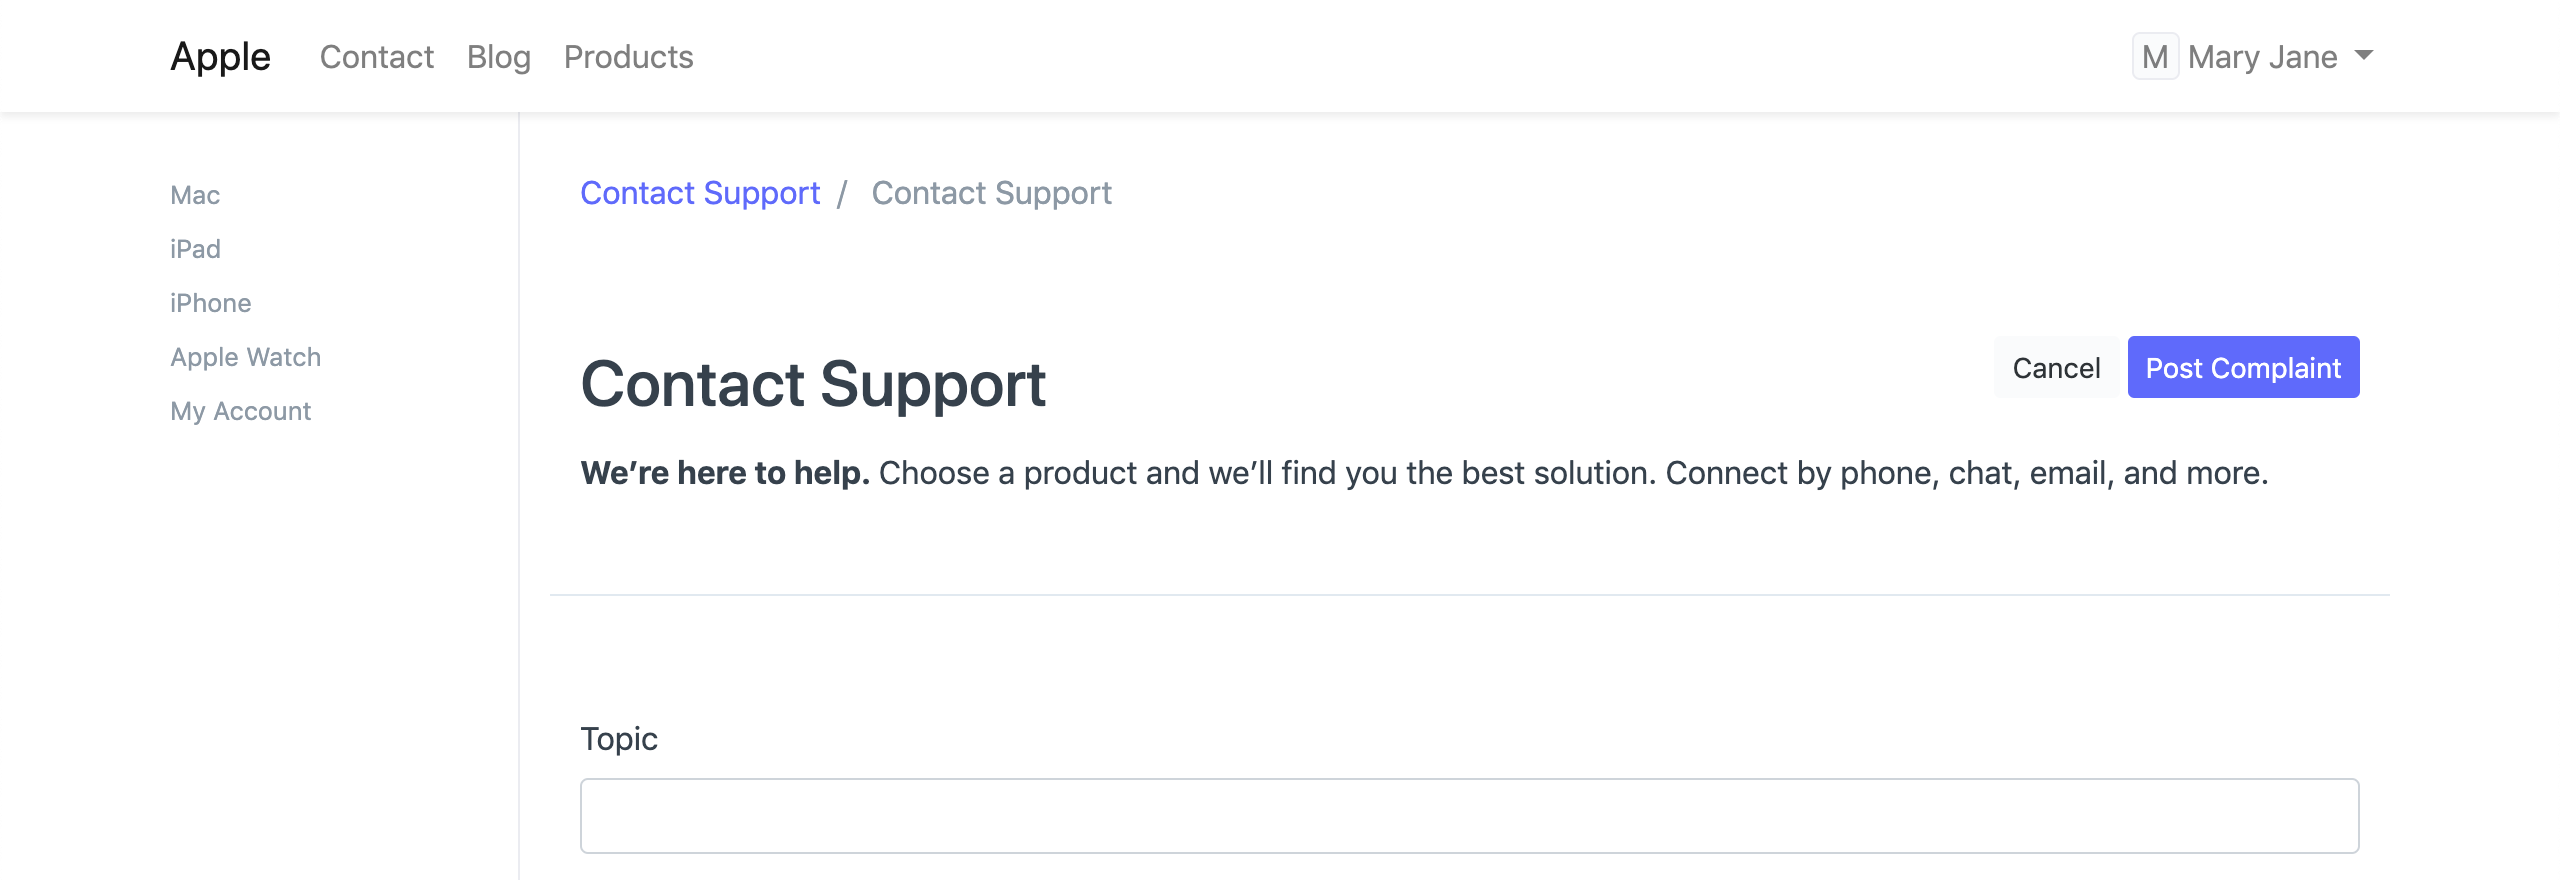 Apple Contact Blog Products M Mary Jane
Mac
iPad
iPhone
Apple Watch
My Account
Contact Support / Contact Support
Contact Support
Cancel Post Complaint
We’re here to help. Choose a product and we’ll find you the best solution. Connect by phone, chat, email, and more.
Topic